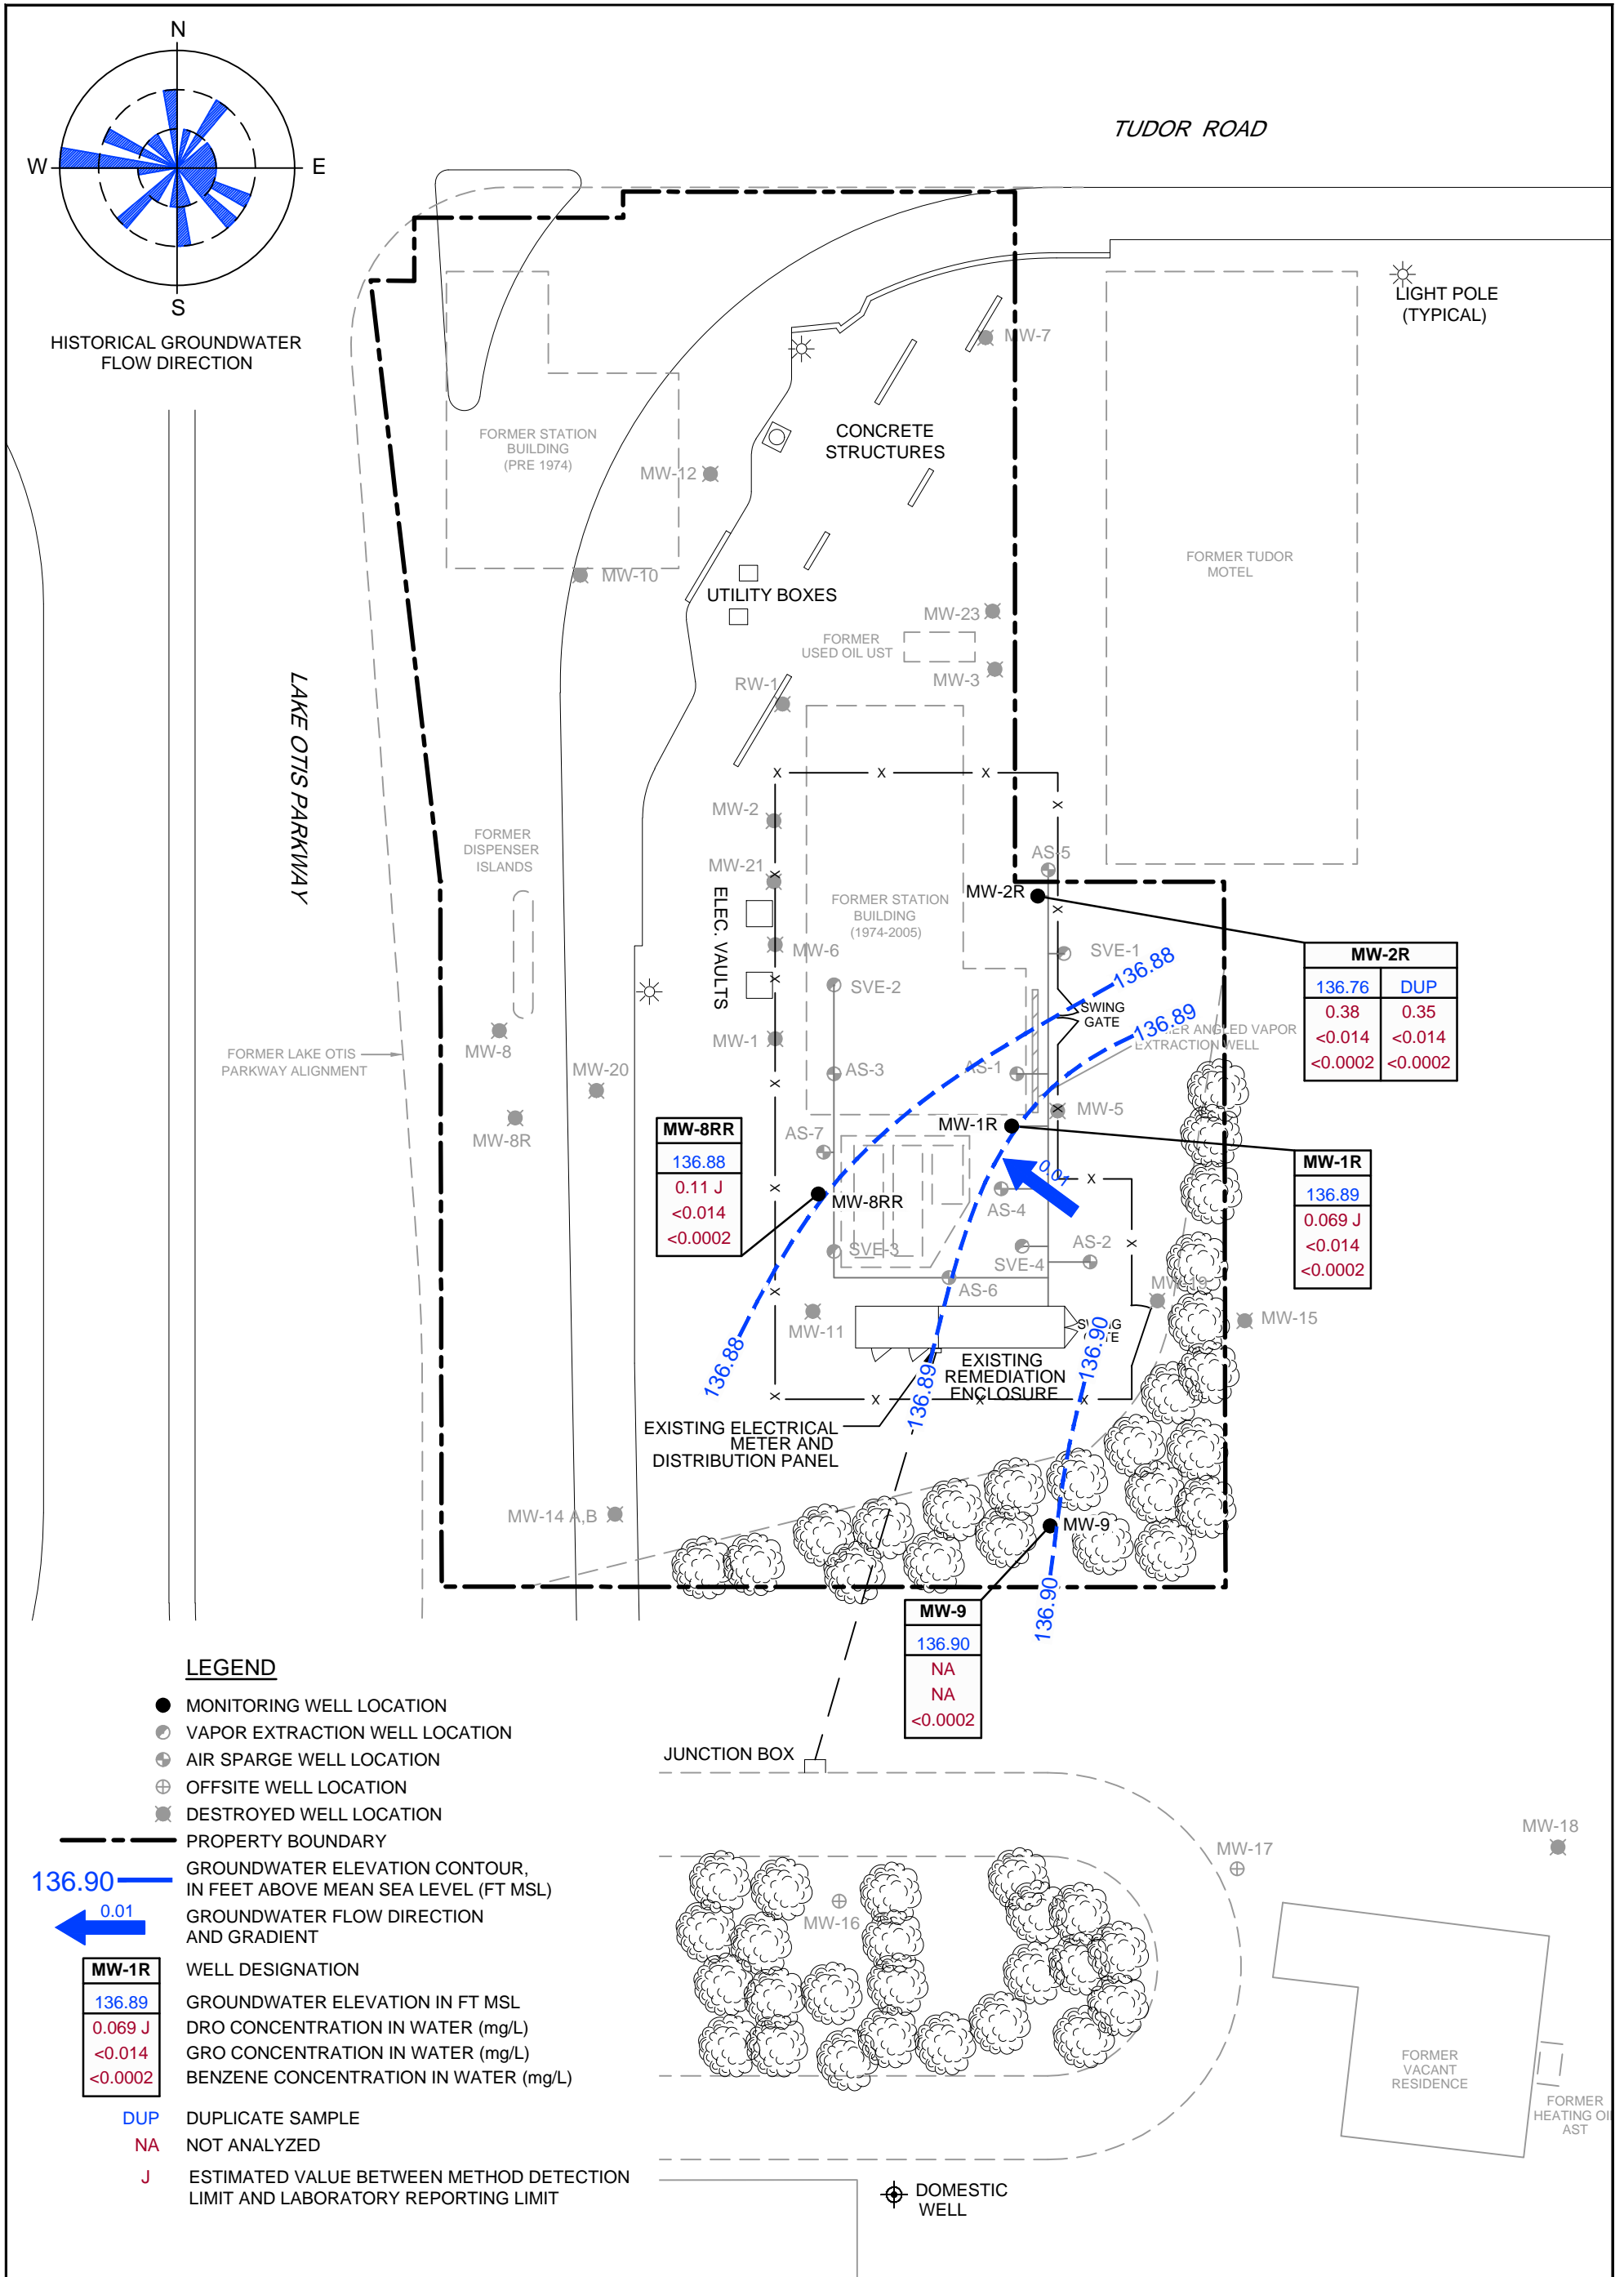 N
W
E
S
HISTORICAL GROUNDWATER
FLOW DIRECTION
TUDOR ROAD
LIGHT POLE
(TYPICAL)
MW-7
CONCRETE
STRUCTURES
FORMER STATION
BUILDING
(PRE 1974)
MW-12
MW-10
UTILITY BOXES
FORMER TUDOR
MOTEL
MW-23
FORMER
USED OIL UST
MW-3
RW-1
LAKE OTIS PARKWAY
X
X
X
X
MW-2
FORMER
DISPENSER
ISLANDS
MW-21
X
AS-5
MW-2R
ELEC. VAULTS
FORMER STATION
BUILDING
(1974-2005)
X
MW-6
SVE-1
136.88
X
SVE-2
MW-2R
136.76 DUP
0.38 0.35
<0.014 <0.014
<0.0002 <0.0002
SWING
GATE
136.89
ANGLED VAPOR
EXTRACTION WELL
MW-8
MW-1
FORMER LAKE OTIS
PARKWAY ALIGNMENT
MW-20
X
AS-3
AS-1
MW-8R
X
MW-5
MW-1R
MW-8RR
136.88
0.11 J
<0.014
<0.0002
AS-7
MW-1R
136.89
0.069 J
<0.014
<0.0002
0.01
X
X
MW-8RR
AS-4
X
SVE-3
SVE-4
AS-2
X
X
AS-6
MW-15
MW-11
136.88
136.89
136.90
EXISTING
REMEDIATION
ENCLOSURE
X
X
X
X
EXISTING ELECTRICAL
METER AND
DISTRIBUTION PANEL
MW-14 A,B
MW-9
136.90
MW-9
136.90
NA
NA
<0.0002
LEGEND
MONITORING WELL LOCATION
VAPOR EXTRACTION WELL LOCATION
AIR SPARGE WELL LOCATION
OFFSITE WELL LOCATION
DESTROYED WELL LOCATION
PROPERTY BOUNDARY
136.90
GROUNDWATER ELEVATION CONTOUR,
IN FEET ABOVE MEAN SEA LEVEL (FT MSL)
0.01
GROUNDWATER FLOW DIRECTION
AND GRADIENT
MW-1R WELL DESIGNATION
136.89 GROUNDWATER ELEVATION IN FT MSL
0.069 J DRO CONCENTRATION IN WATER (mg/L)
<0.014 GRO CONCENTRATION IN WATER (mg/L)
<0.0002 BENZENE CONCENTRATION IN WATER (mg/L)
DUP DUPLICATE SAMPLE
NA NOT ANALYZED
J ESTIMATED VALUE BETWEEN METHOD DETECTION
LIMIT AND LABORATORY REPORTING LIMIT
JUNCTION BOX
MW-16
MW-17
MW-18
FORMER
VACANT
RESIDENCE
FORMER
HEATING OI
AST
DOMESTIC
WELL